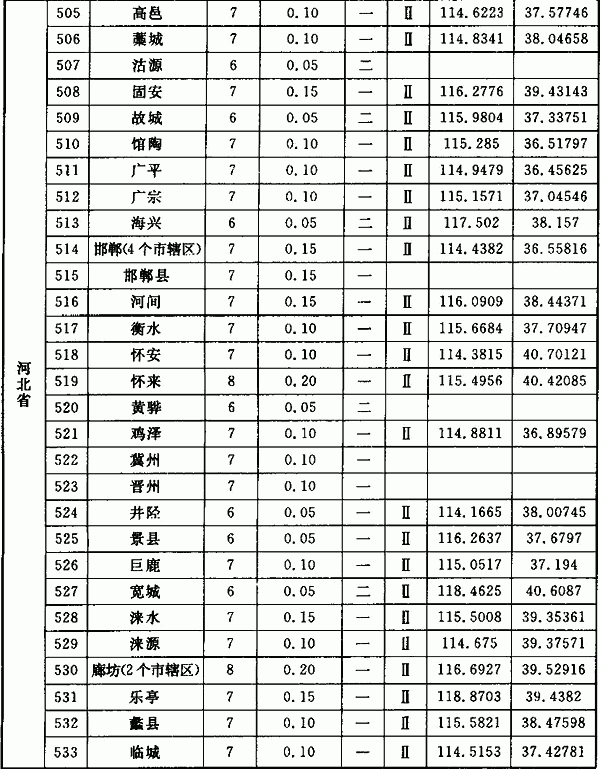 河北省
505 高邑 7 0.10 一 Ⅱ 114.6223 37.57746
506 藁城 7 0.10 一 Ⅱ 114.8341 38.04658
507 沽源 6 0.05 二
508 固安 7 0.15 一 Ⅱ 116.2776 39.43143
509 故城 6 0.05 二 Ⅱ 115.9804 37.33751
510 馆陶 7 0.10 一 Ⅱ 115.285 36.51797
511 广平 7 0.10 一 Ⅱ 114.9479 36.45625
512 广宗 7 0.10 一 Ⅱ 115.1571 37.04546
513 海兴 6 0.05 二 Ⅱ 117.502 38.157
514 邯郸(4个市辖区) 7 0.15 一 Ⅱ 114.4382 36.55816
515 邯郸县 7 0.15 一
516 河间 7 0.15 一 Ⅱ 116.0909 38.44371
517 衡水 7 0.10 一 Ⅱ 115.6684 37.70947
518 怀安 7 0.10 一 Ⅱ 114.3815 40.70121
519 怀来 8 0.20 一 Ⅱ 115.4956 40.42085
520 黄骅 6 0.05 二
521 鸡泽 7 0.10 一 Ⅱ 114.8811 36.89579
522 冀州 7 0.10 一
523 晋州 7 0.10 一
524 井陉 6 0.05 一 Ⅱ 114.1665 38.00745
525 景县 6 0.05 一 Ⅱ 116.2637 37.6797
526 巨鹿 7 0.10 一 Ⅱ 115.0517 37.194
527 宽城 6 0.05 二 Ⅱ 118.4625 40.6087
528 涞水 7 0.15 一 Ⅱ 115.5008 39.35361
529 涞源 7 0.10 一 Ⅱ 114.675 39.37571
530 廊坊(2个市辖区) 8 0.20 一 Ⅱ 116.6927 39.52916
531 乐亭 7 0.15 一 Ⅱ 118.8703 39.4382
532 蠡县 7 0.10 一 Ⅱ 115.5821 38.47598
533 临城 7 0.10 一 Ⅱ 114.5153 37.42781